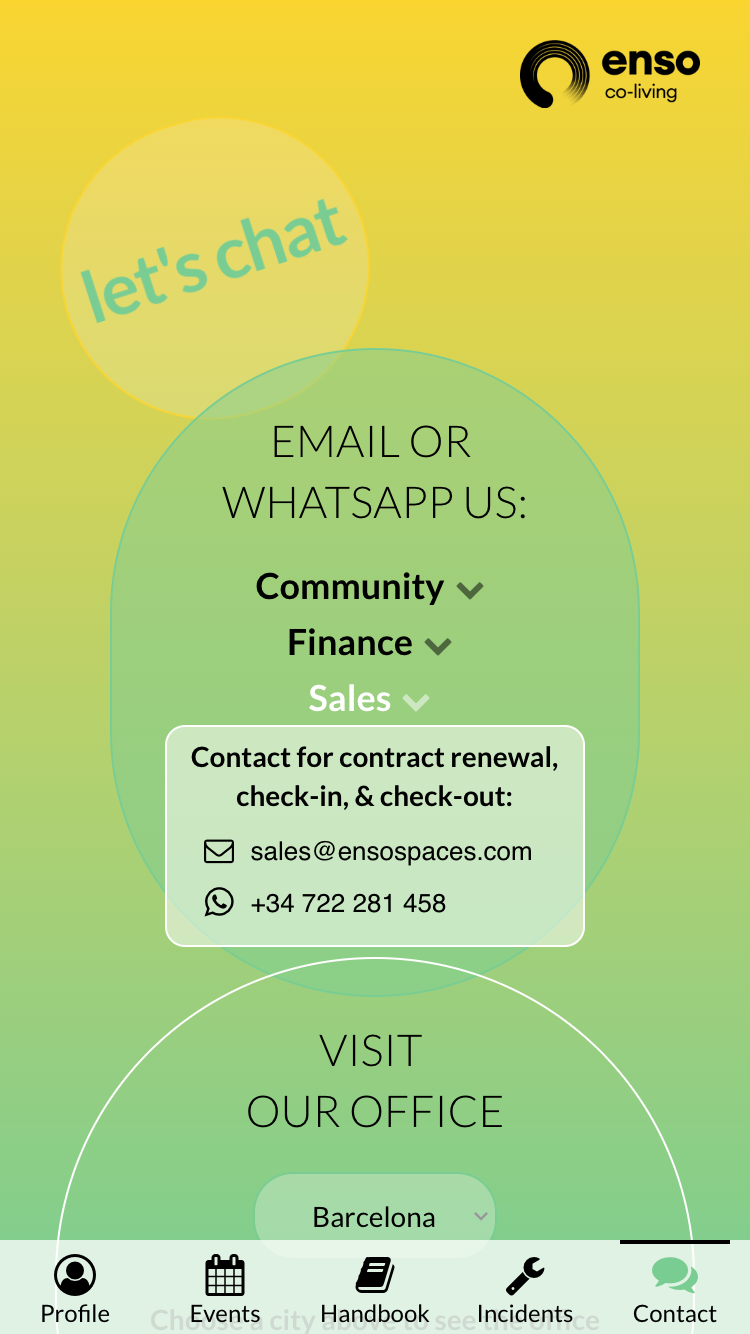 enso
co-living
let's chat
EMAIL OR
WHATSAPP US:
Community
Finance
Sales
Contact for contract renewal,
check-in, & check-out:
sales@ensospaces.com
+34 722 281 458
VISIT
OUR OFFICE
Barcelona
Choose a city above to see the office
Profile
Events
Handbook
Incidents
Contact